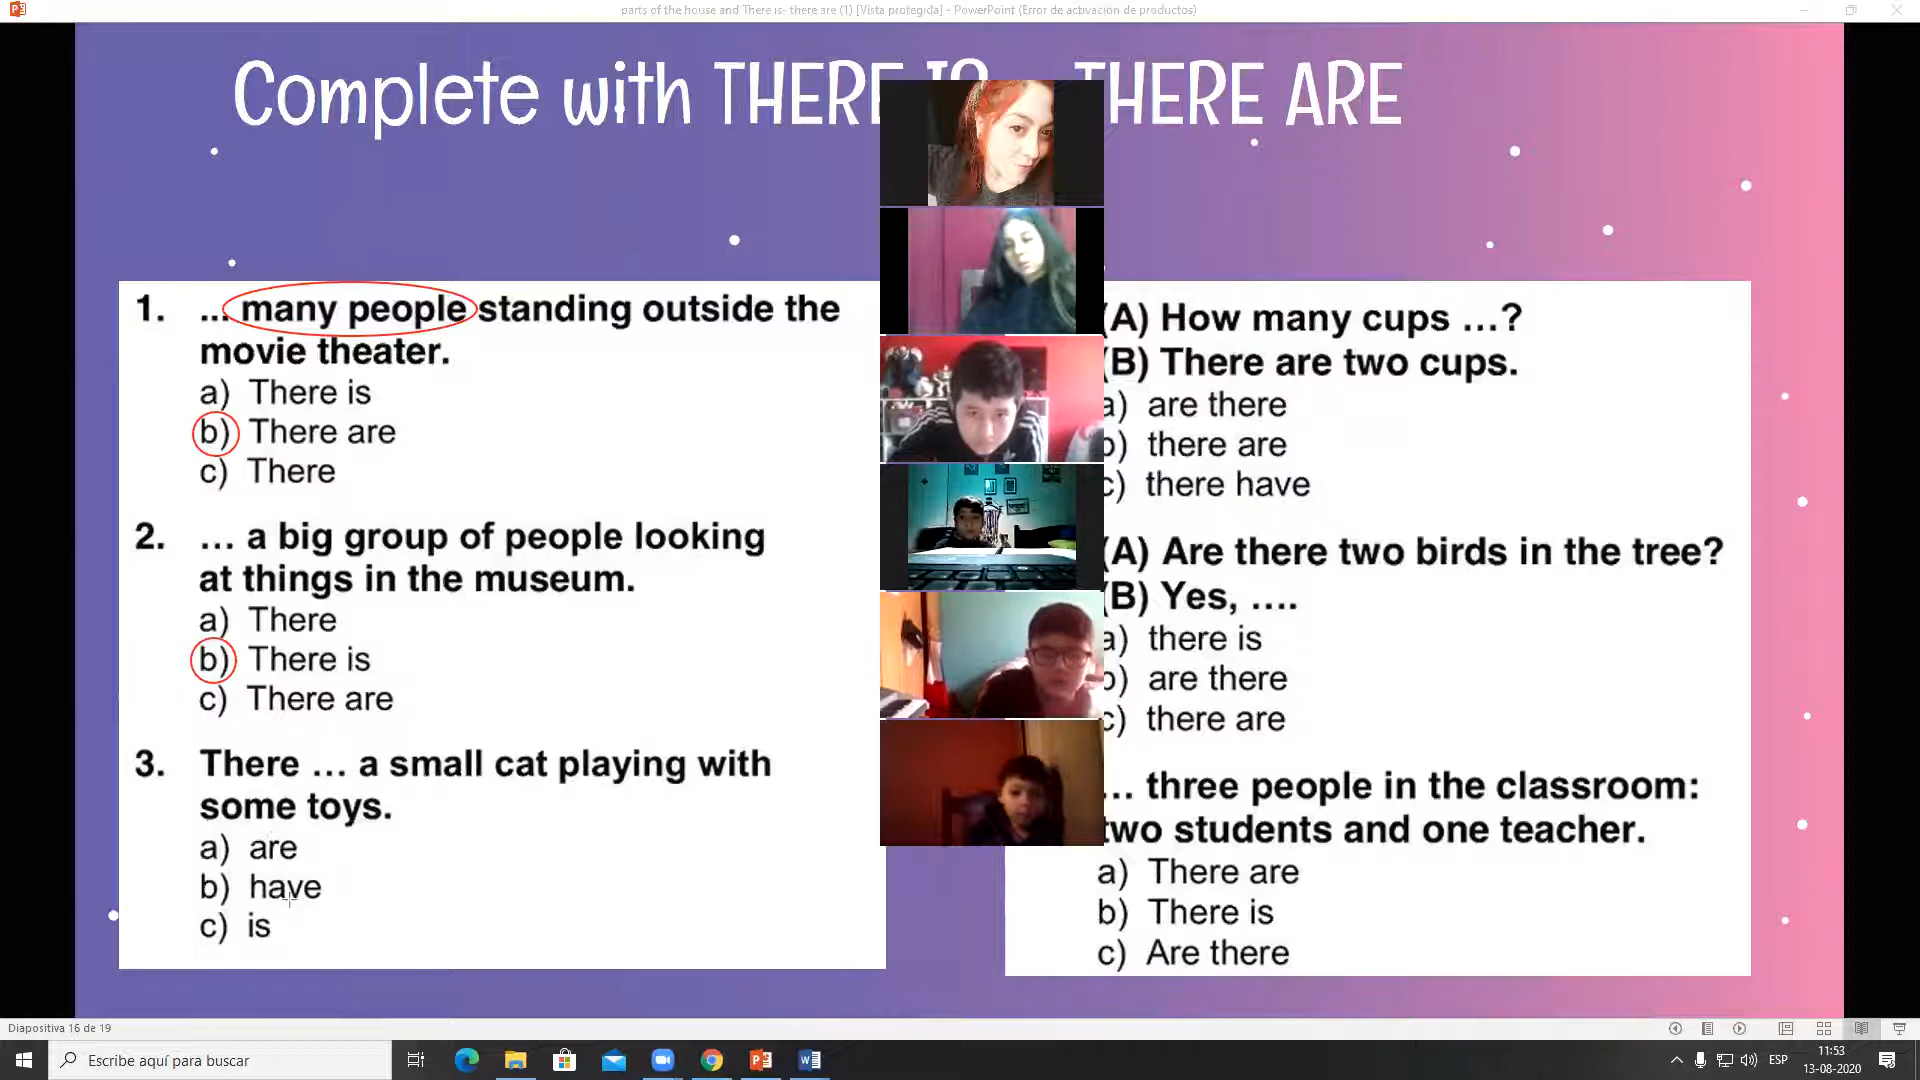 parts of the house and There is- there are (1) [Vista protegida] - PowerPoint (Error de activación de productos)
Complete with THERE IS THERE ARE
1. ... many people standing outside the
movie theater.
a) There is
b) There are
c) There
2. ... a big group of people looking
at things in the museum.
a) There
b) There is
c) There are
3. There ... a small cat playing with
some toys.
a) are
b) have
c) is
(A) How many cups ...?
(B) There are two cups.
a) are there
b) there are
c) there have
(A) Are there two birds in the tree?
(B) Yes, ....
a) there is
b) are there
c) there are
... three people in the classroom:
two students and one teacher.
a) There are
b) There is
c) Are there
Diapositiva 16 de 19
Escribe aquí para buscar
ESP
11:53
13-08-2020